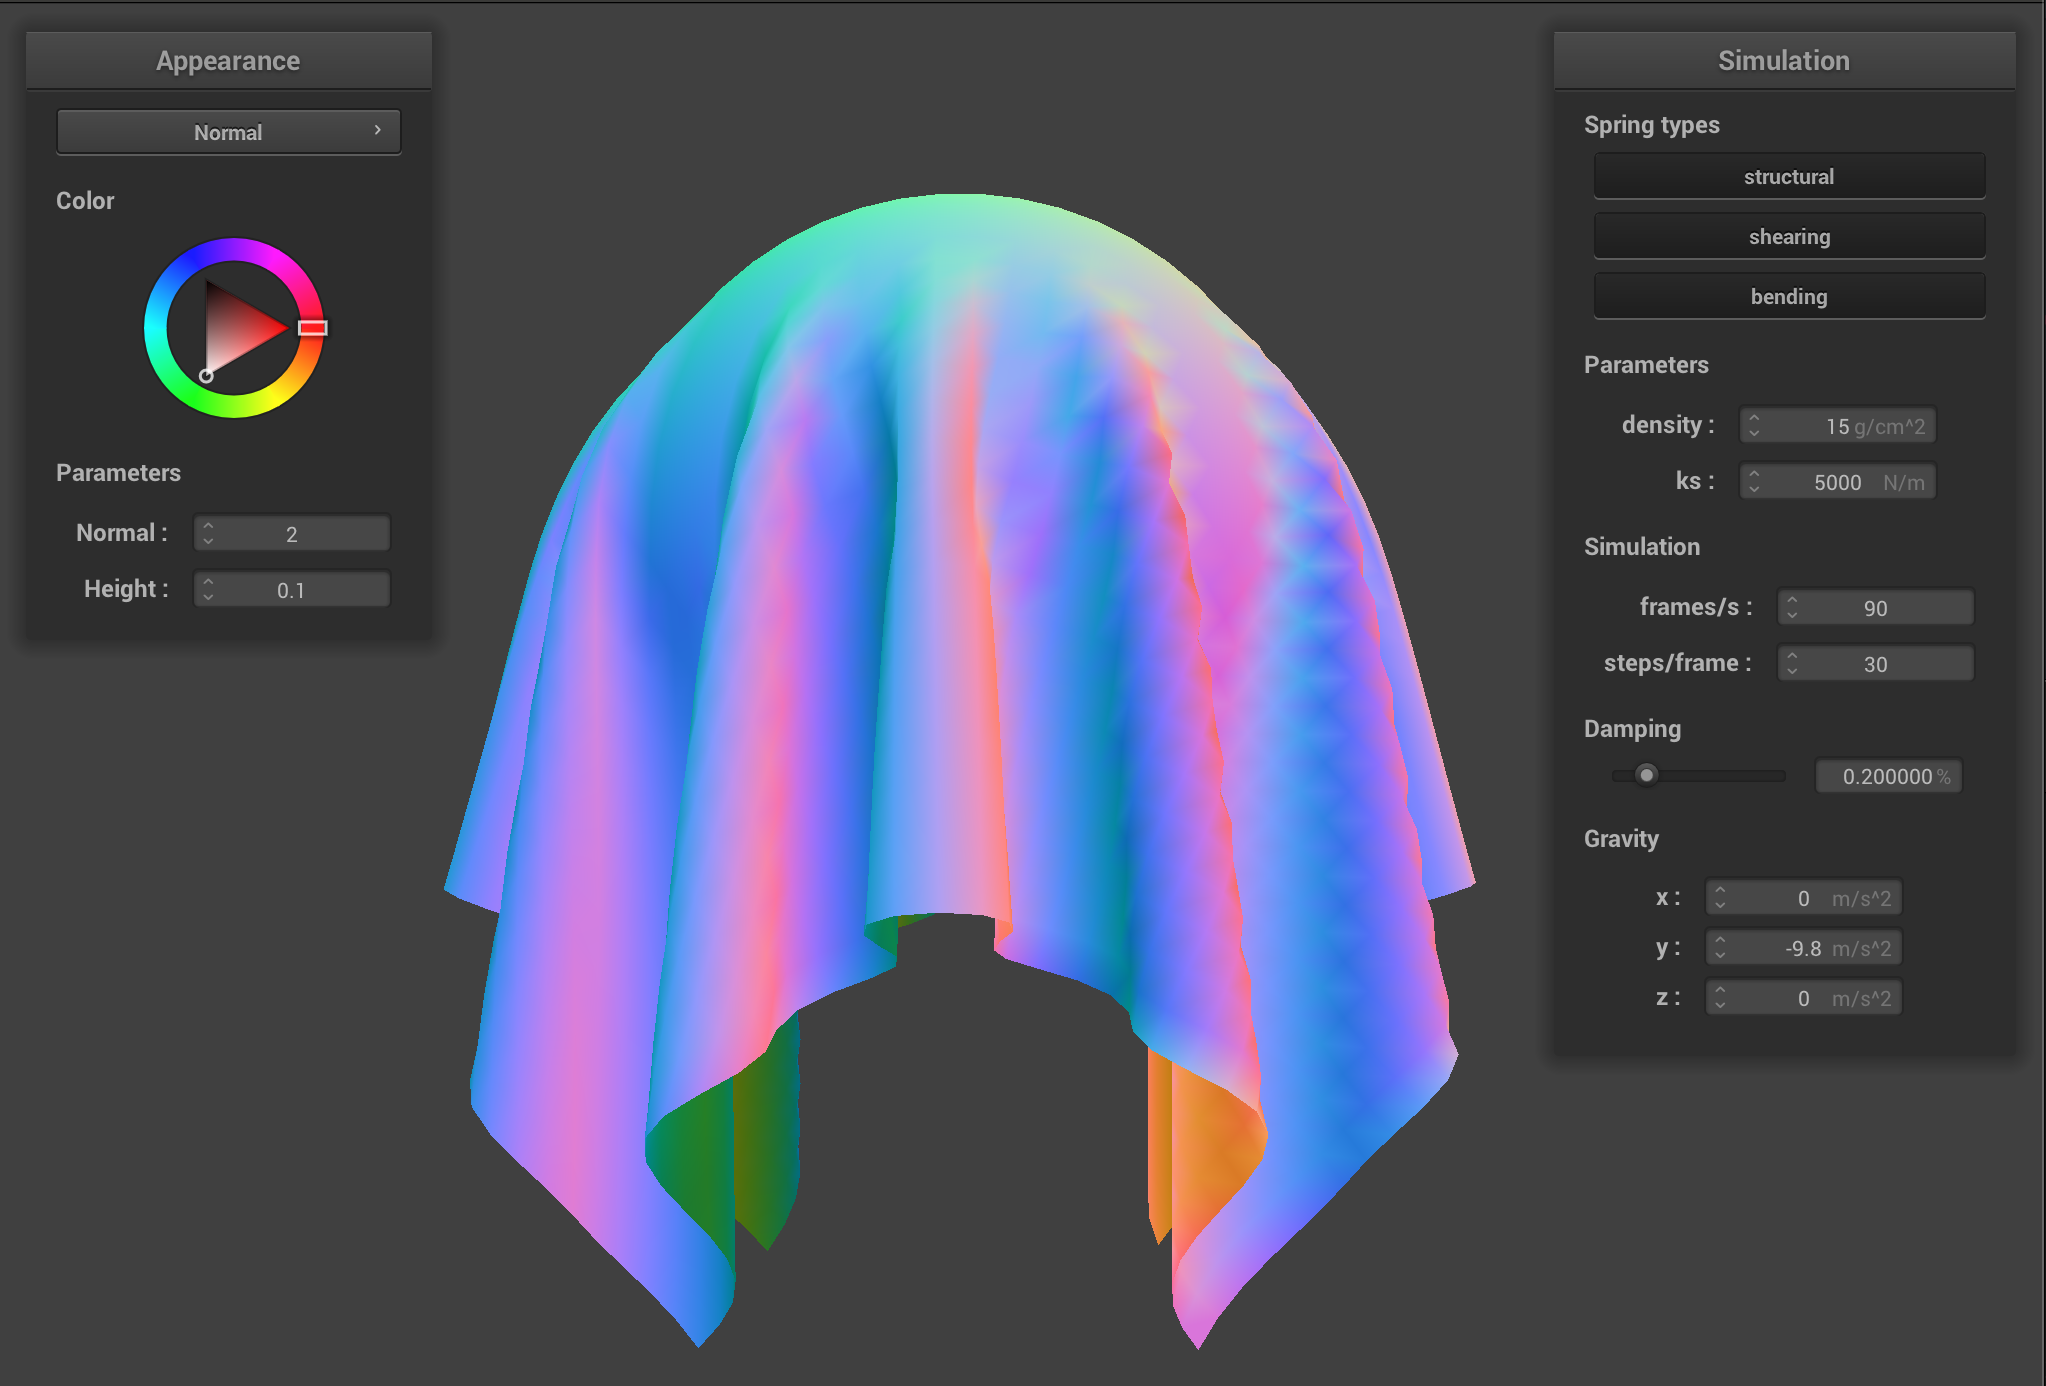 Appearance
Normal
Color
Parameters
Normal : 2
Height : 0.1
Simulation
Spring types
structural
shearing
bending
Parameters
density : 15 g/cm^2
ks : 5000 N/m
Simulation
frames/s : 90
steps/frame : 30
Damping
0.200000 %
Gravity
x : 0 m/s^2
y : -9.8 m/s^2
z : 0 m/s^2